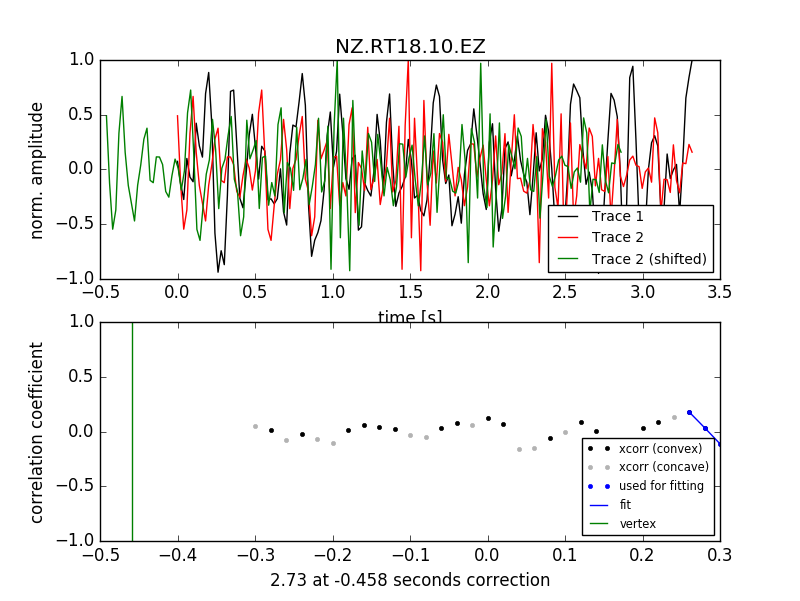 NZ.RT18.10.EZ
norm. amplitude
1.0
0.5
0.0
−0.5
−1.0
Trace 1
Trace 2
Trace 2 (shifted)
−0.5 0.0 0.5 1.0 1.5 2.0 2.5 3.0 3.5
time [s]
correlation coefficient
1.0
0.5
0.0
−0.5
−1.0
xcorr (convex)
xcorr (concave)
used for fitting
fit
vertex
−0.5 −0.4 −0.3 −0.2 −0.1 0.0 0.1 0.2 0.3
2.73 at -0.458 seconds correction